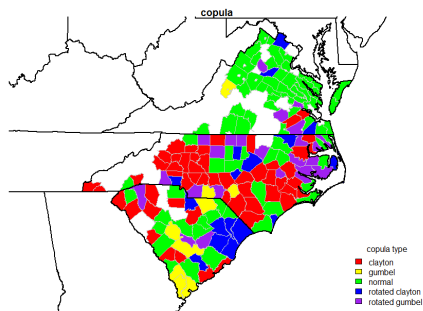 copula
copula type
clayton
gumbel
normal
rotated clayton
rotated gumbel